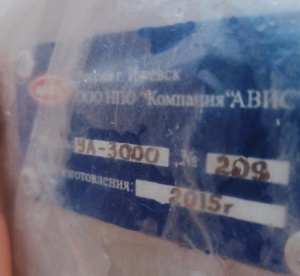 г. Ижевск
ООО НПО "Компания "АВИС
УА-3000 № 209
изготовления: 2015г